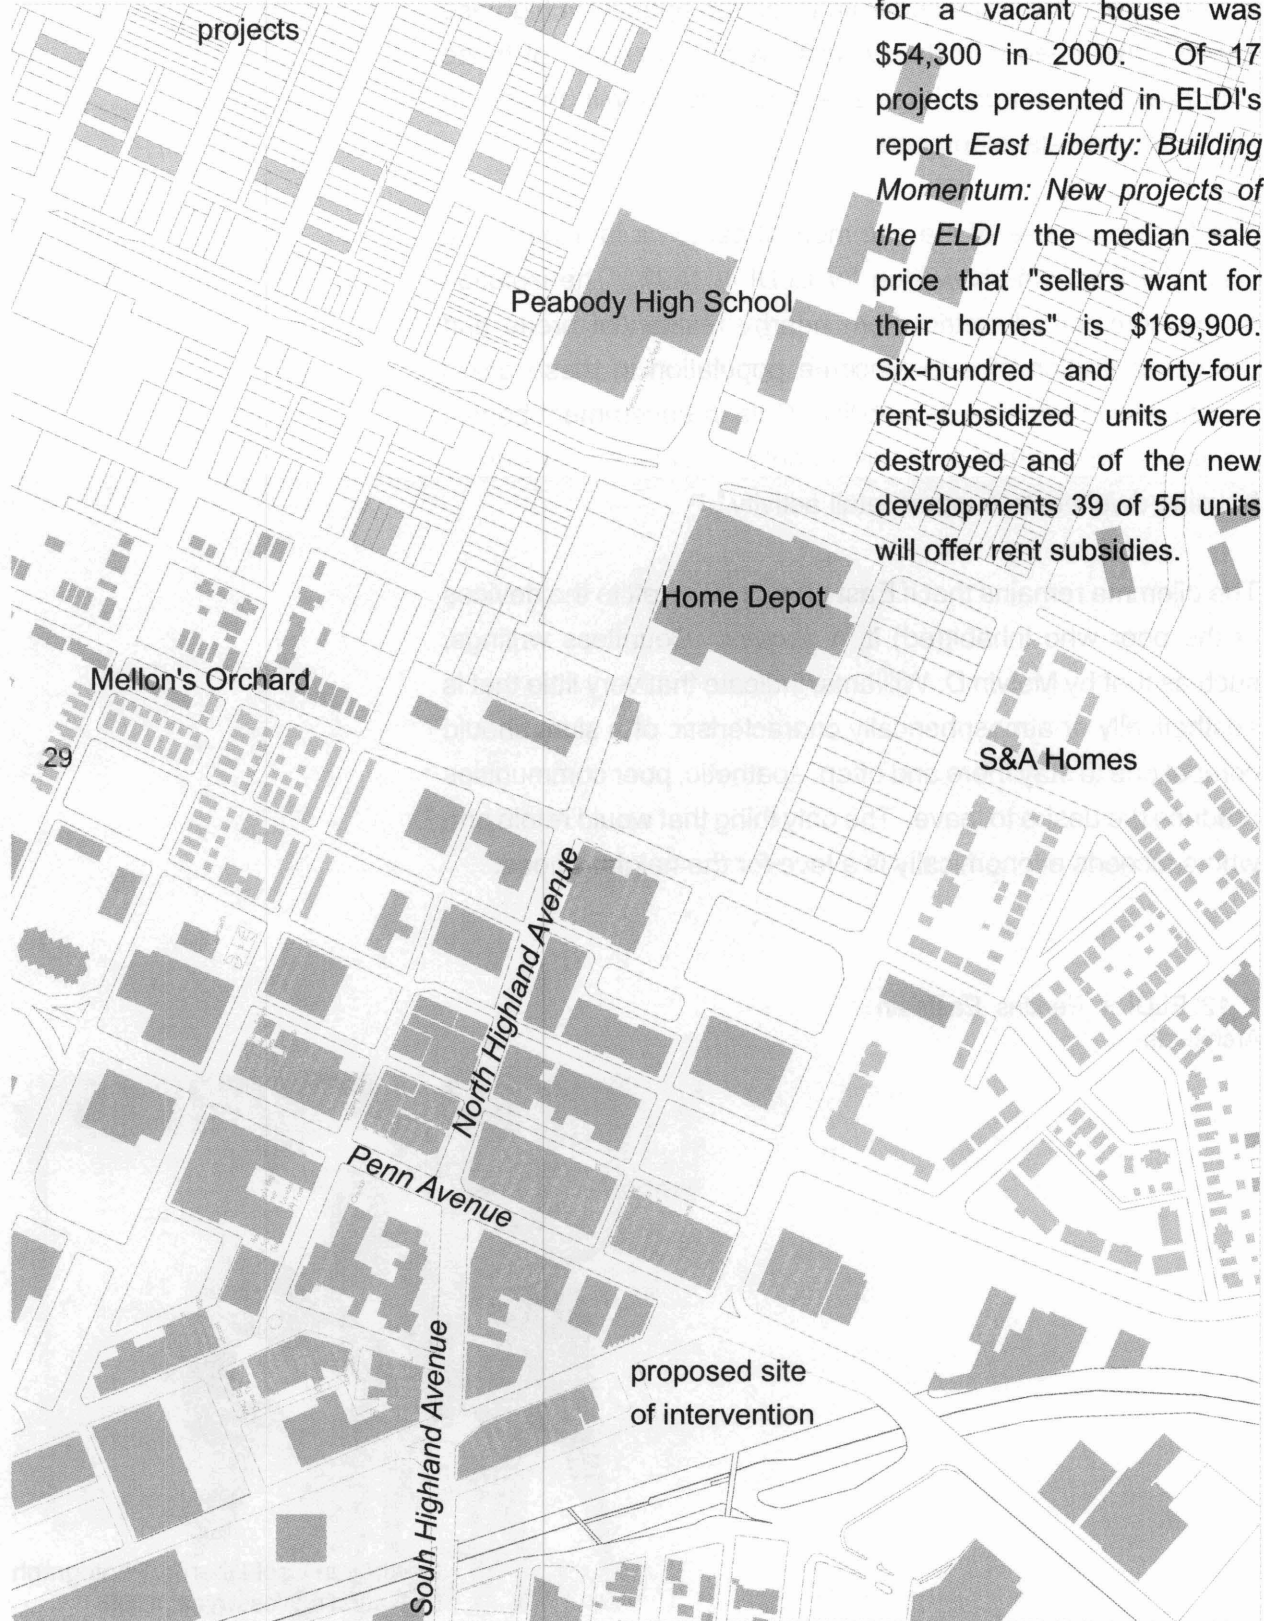 projects
for a vacant house was
$54,300 in 2000. Of 17
projects presented in ELDI's
report East Liberty: Building
Momentum: New projects of
the ELDI the median sale
price that "sellers want for
their homes" is $169,900.
Six-hundred and forty-four
rent-subsidized units were
destroyed and of the new
developments 39 of 55 units
will offer rent subsidies.
Peabody High School
Home Depot
Mellon's Orchard
29
S&A Homes
North Highland Avenue
Penn Avenue
South Highland Avenue
proposed site
of intervention